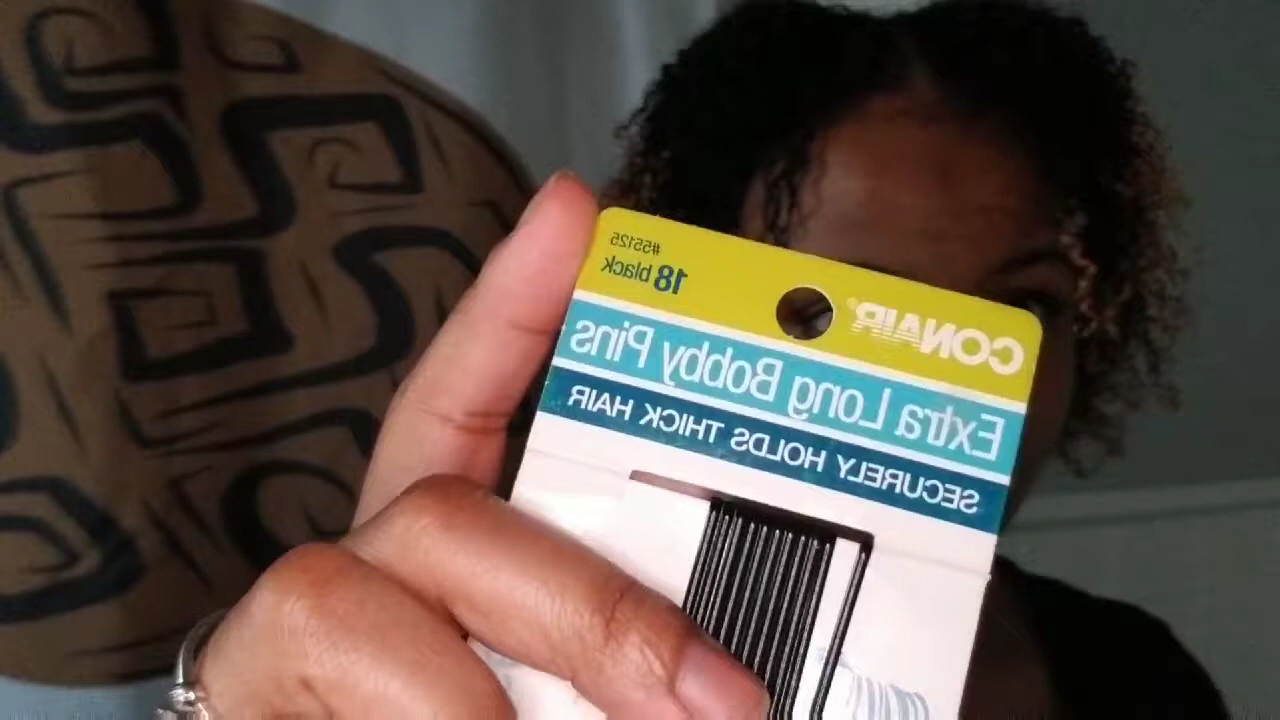 CONAIR®
#55125
18 black
Extra Long Bobby Pins
SECURELY HOLDS THICK HAIR